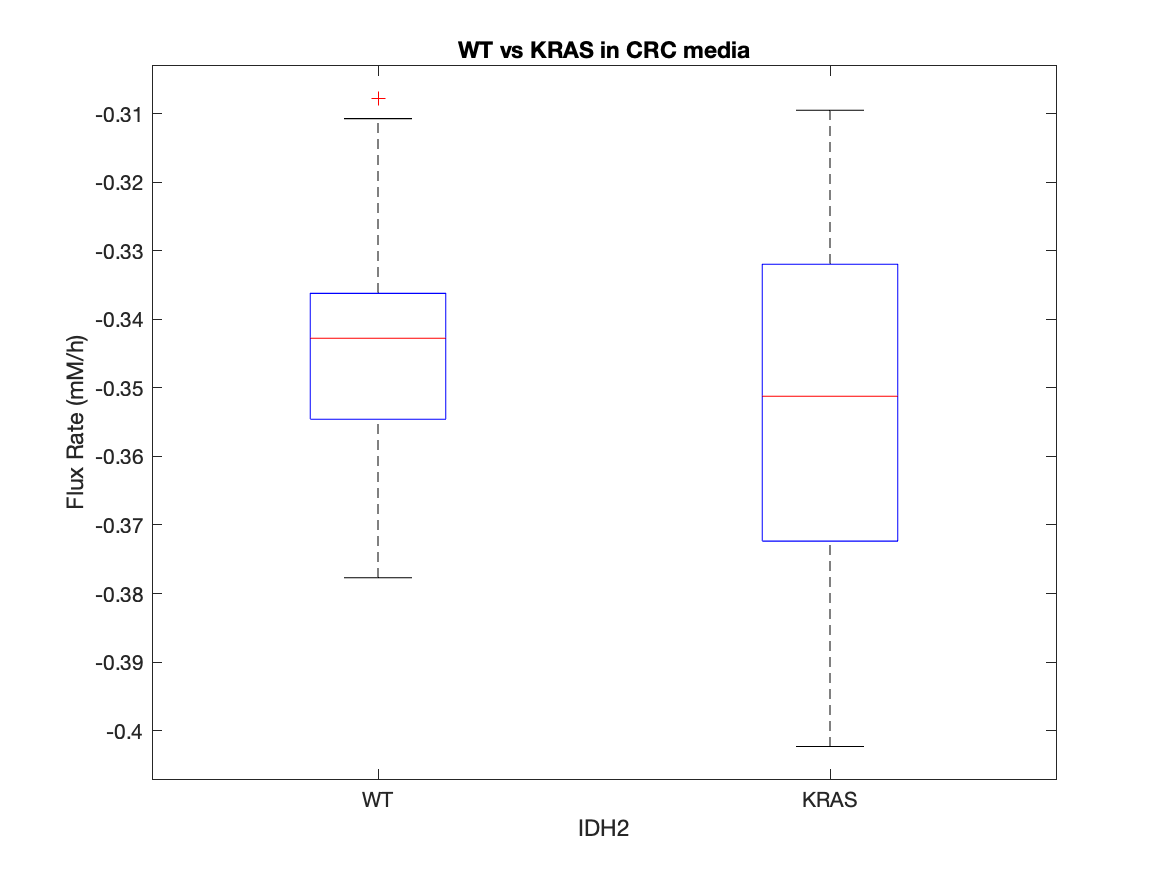 WT vs KRAS in CRC media
-0.31
-0.32
-0.33
-0.34
-0.35
-0.36
-0.37
-0.38
-0.39
-0.4
Flux Rate (mM/h)
WT KRAS
IDH2